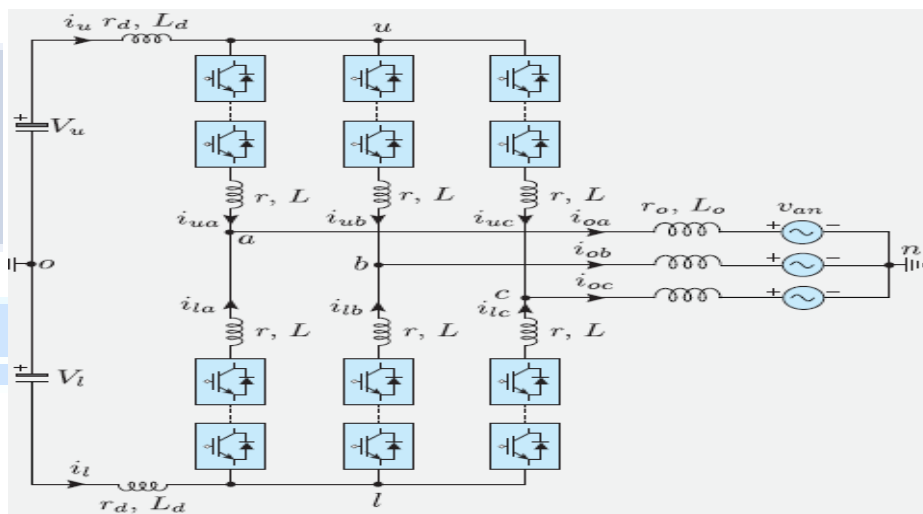 i_u r_d, L_d
u
+ V_u
r, L r, L r, L
i_ua i_ub i_uc i_oa r_o, L_o v_an
a + −
o b i_ob + − n
c i_oc + −
i_la i_lb i_lc
r, L r, L r, L
+ V_l
i_l
r_d, L_d l